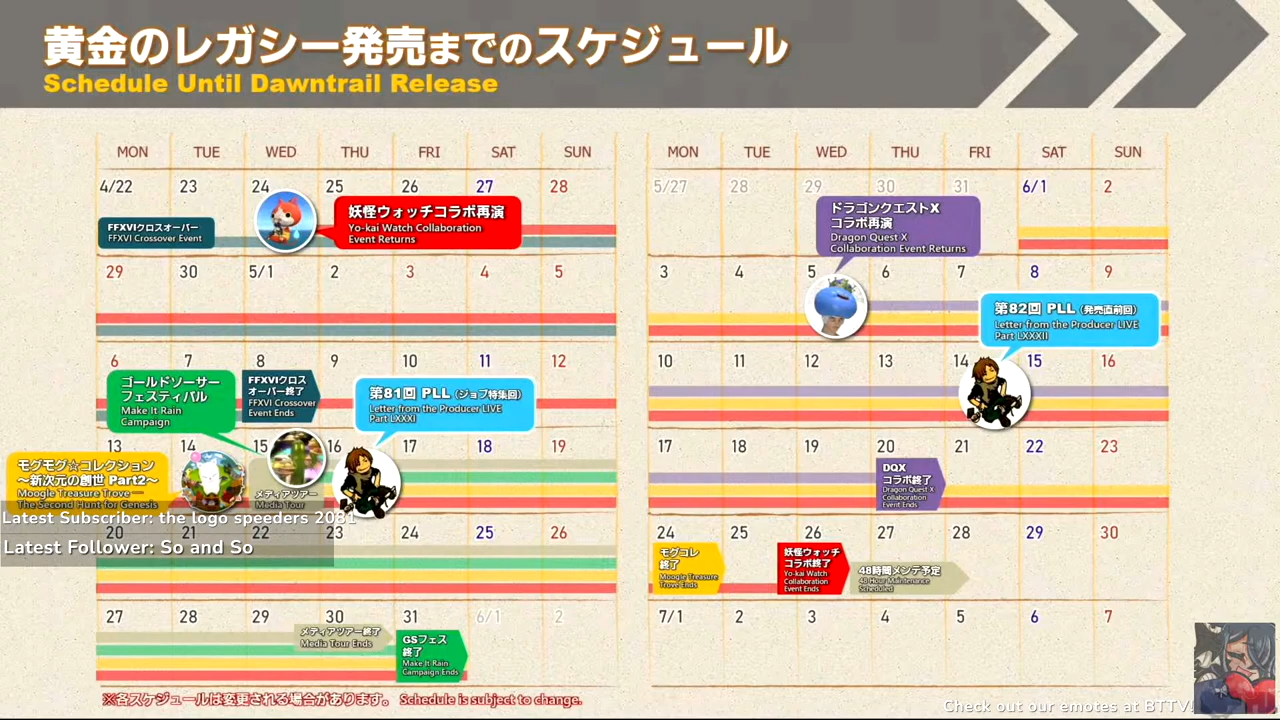 黄金のレガシー発売までのスケジュール
Schedule Until Dawntrail Release
MON TUE WED THU FRI SAT SUN
4/22 23 24 25 26 27 28
FFXVIクロスオーバー
FFXVI Crossover Event
妖怪ウォッチコラボ再演
Yo-kai Watch Collaboration
Event Returns
29 30 5/1 2 3 4 5
6 7 8 9 10 11 12
ゴールドソーサー
フェスティバル
Make It Rain
Campaign
FFXVIクロス
オーバー終了
FFXVI Crossover
Event Ends
第81回 PLL（ジョブ特集回）
Letter from the Producer LIVE
Part LXXXI
13 14 15 16 17 18 19
モグモグ☆コレクション
～新次元の創世 Part2～
Moogle Treasure Trove ―
The Second Hunt for Genesis
メディアツアー
Media Tour
Latest Subscriber: the logo speeders 2081
20 21 22 23 24 25 26
Latest Follower: So and So
27 28 29 30 31 6/1 2
メディアツアー終了
Media Tour Ends
GSフェス
終了
Make It Rain
Campaign Ends
※各スケジュールは変更される場合があります。 Schedule is subject to change.
MON TUE WED THU FRI SAT SUN
5/27 28 29 30 31 6/1 2
ドラゴンクエストX
コラボ再演
Dragon Quest X
Collaboration Event Returns
3 4 5 6 7 8 9
第82回 PLL（発売直前回）
Letter from the Producer LIVE
Part LXXXII
10 11 12 13 14 15 16
17 18 19 20 21 22 23
DQX
コラボ終了
Dragon Quest X
Collaboration
Event Ends
24 25 26 27 28 29 30
モグコレ
終了
Moogle Treasure
Trove Ends
妖怪ウォッチ
コラボ終了
Yo-kai Watch
Collaboration
Event Ends
48時間メンテ予定
48 Hour Maintenance
Scheduled
7/1 2 3 4 5 6 7
Check out our emotes at BTTV!